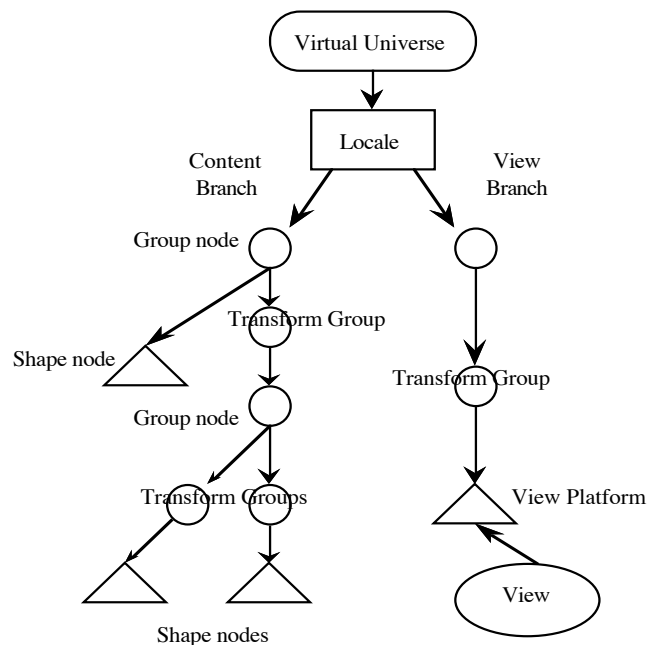 Virtual Universe
Locale
Content
Branch
View
Branch
Group node
Transform Group
Shape node
Transform Group
Group node
Transform Groups
View Platform
View
Shape nodes